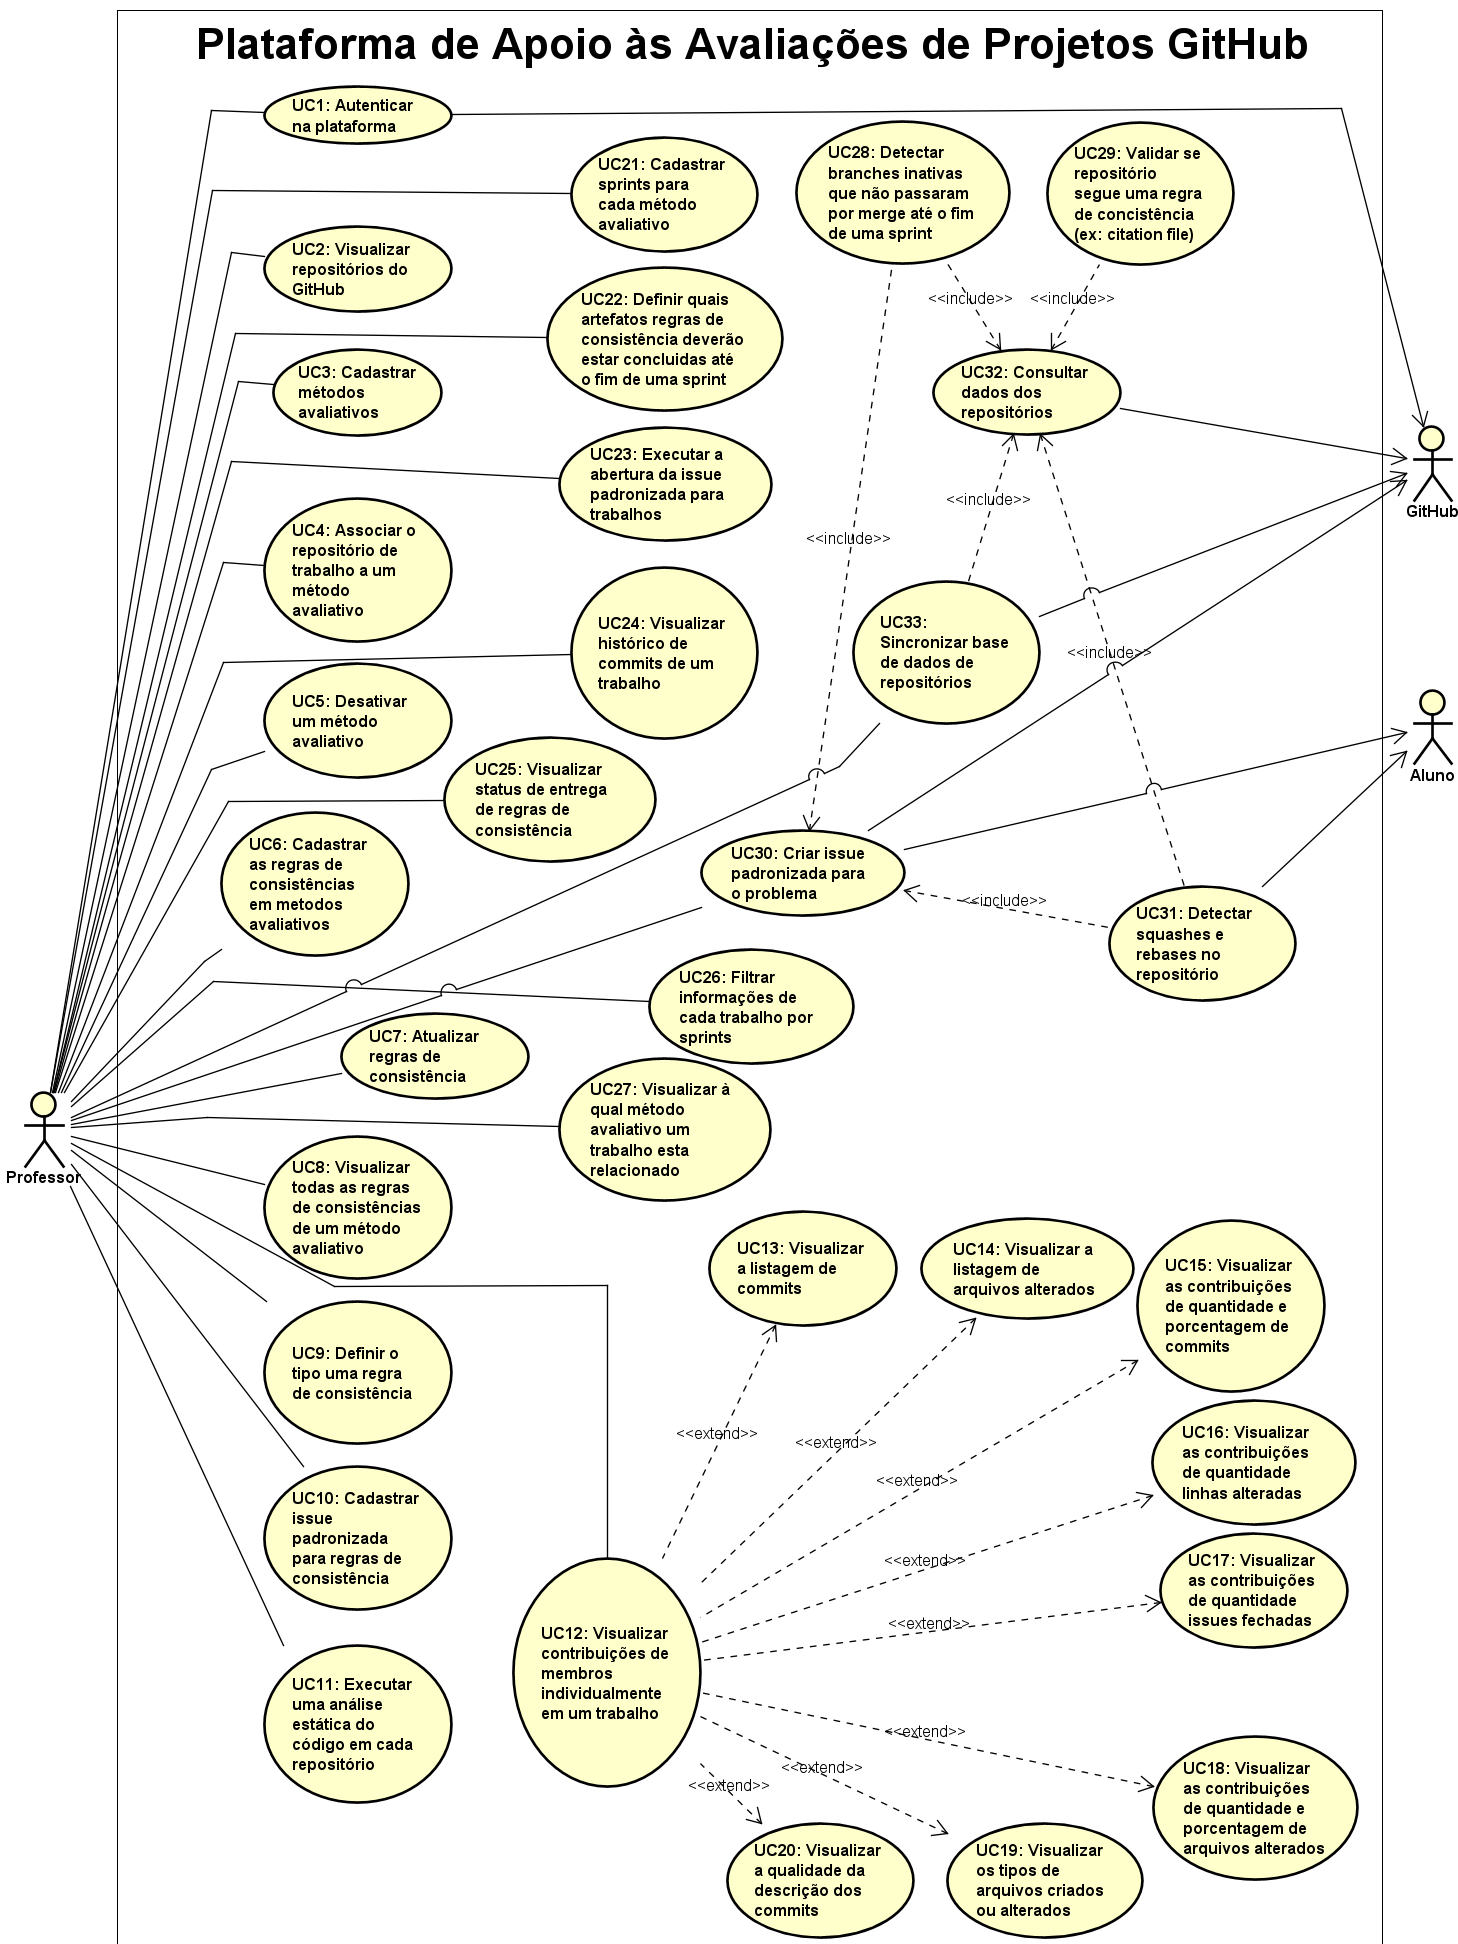 Plataforma de Apoio às Avaliações de Projetos GitHub
UC1: Autenticar
na plataforma
UC21: Cadastrar
sprints para
cada método
avaliativo
UC28: Detectar
branches inativas
que não passaram
por merge até o fim
de uma sprint
UC29: Validar se
repositório
segue uma regra
de concistência
(ex: citation file)
UC2: Visualizar
repositórios do
GitHub
UC22: Definir quais
artefatos regras de
consistência deverão
estar concluidas até
o fim de uma sprint
<<include>>
<<include>>
UC3: Cadastrar
métodos
avaliativos
UC32: Consultar
dados dos
repositórios
UC23: Executar a
abertura da issue
padronizada para
trabalhos
GitHub
<<include>>
<<include>>
UC4: Associar o
repositório de
trabalho a um
método
avaliativo
UC24: Visualizar
histórico de
commits de um
trabalho
UC33:
Sincronizar base
de dados de
repositórios
<<include>>
UC5: Desativar
um método
avaliativo
Aluno
UC25: Visualizar
status de entrega
de regras de
consistência
UC6: Cadastrar
as regras de
consistências
em metodos
avaliativos
UC30: Criar issue
padronizada para
o problema
<<include>>
UC31: Detectar
squashes e
rebases no
repositório
UC26: Filtrar
informações de
cada trabalho por
sprints
UC7: Atualizar
regras de
consistência
UC27: Visualizar à
qual método
avaliativo um
trabalho esta
relacionado
Professor
UC8: Visualizar
todas as regras
de consistências
de um método
avaliativo
UC13: Visualizar
a listagem de
commits
UC14: Visualizar a
listagem de
arquivos alterados
UC15: Visualizar
as contribuições
de quantidade e
porcentagem de
commits
UC9: Definir o
tipo uma regra
de consistência
<<extend>>
<<extend>>
<<extend>>
UC16: Visualizar
as contribuições
de quantidade
linhas alteradas
UC10: Cadastrar
issue
padronizada
para regras de
consistência
<<extend>>
UC17: Visualizar
as contribuições
de quantidade
issues fechadas
<<extend>>
UC12: Visualizar
contribuições de
membros
individualmente
em um trabalho
UC11: Executar
uma análise
estática do
código em cada
repositório
<<extend>>
<<extend>>
<<extend>>
UC18: Visualizar
as contribuições
de quantidade e
porcentagem de
arquivos alterados
UC20: Visualizar
a qualidade da
descrição dos
commits
UC19: Visualizar
os tipos de
arquivos criados
ou alterados